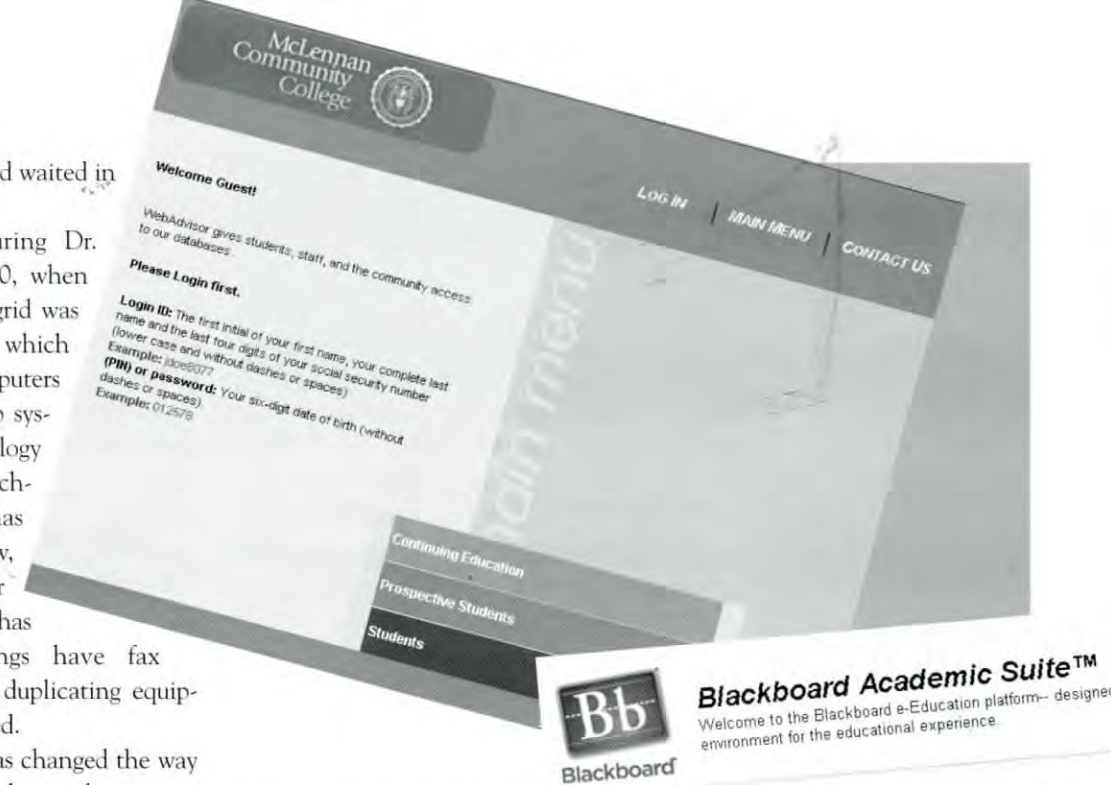 d waited in
uring Dr.
0, when
grid was
which
puters
o sys-
logy
ch-
has
w,
r
has
ngs have fax
duplicating equip-
ed.
as changed the way
McLennan
Community
College
LOG IN | MAIN MENU | CONTACT US
Welcome Guest!
WebAdvisor gives students, staff, and the community access
to our databases.
Please Login first.
Login ID: The first initial of your first name, your complete last
name and the last four digits of your social security number
(lower case and without dashes or spaces)
Example: jdoe8077
(PIN) or password: Your six-digit date of birth (without
dashes or spaces).
Example: 012578
main menu
Continuing Education
Prospective Students
Students
Bb
Blackboard
Blackboard Academic Suite™
Welcome to the Blackboard e-Education platform-- designed
environment for the educational experience.